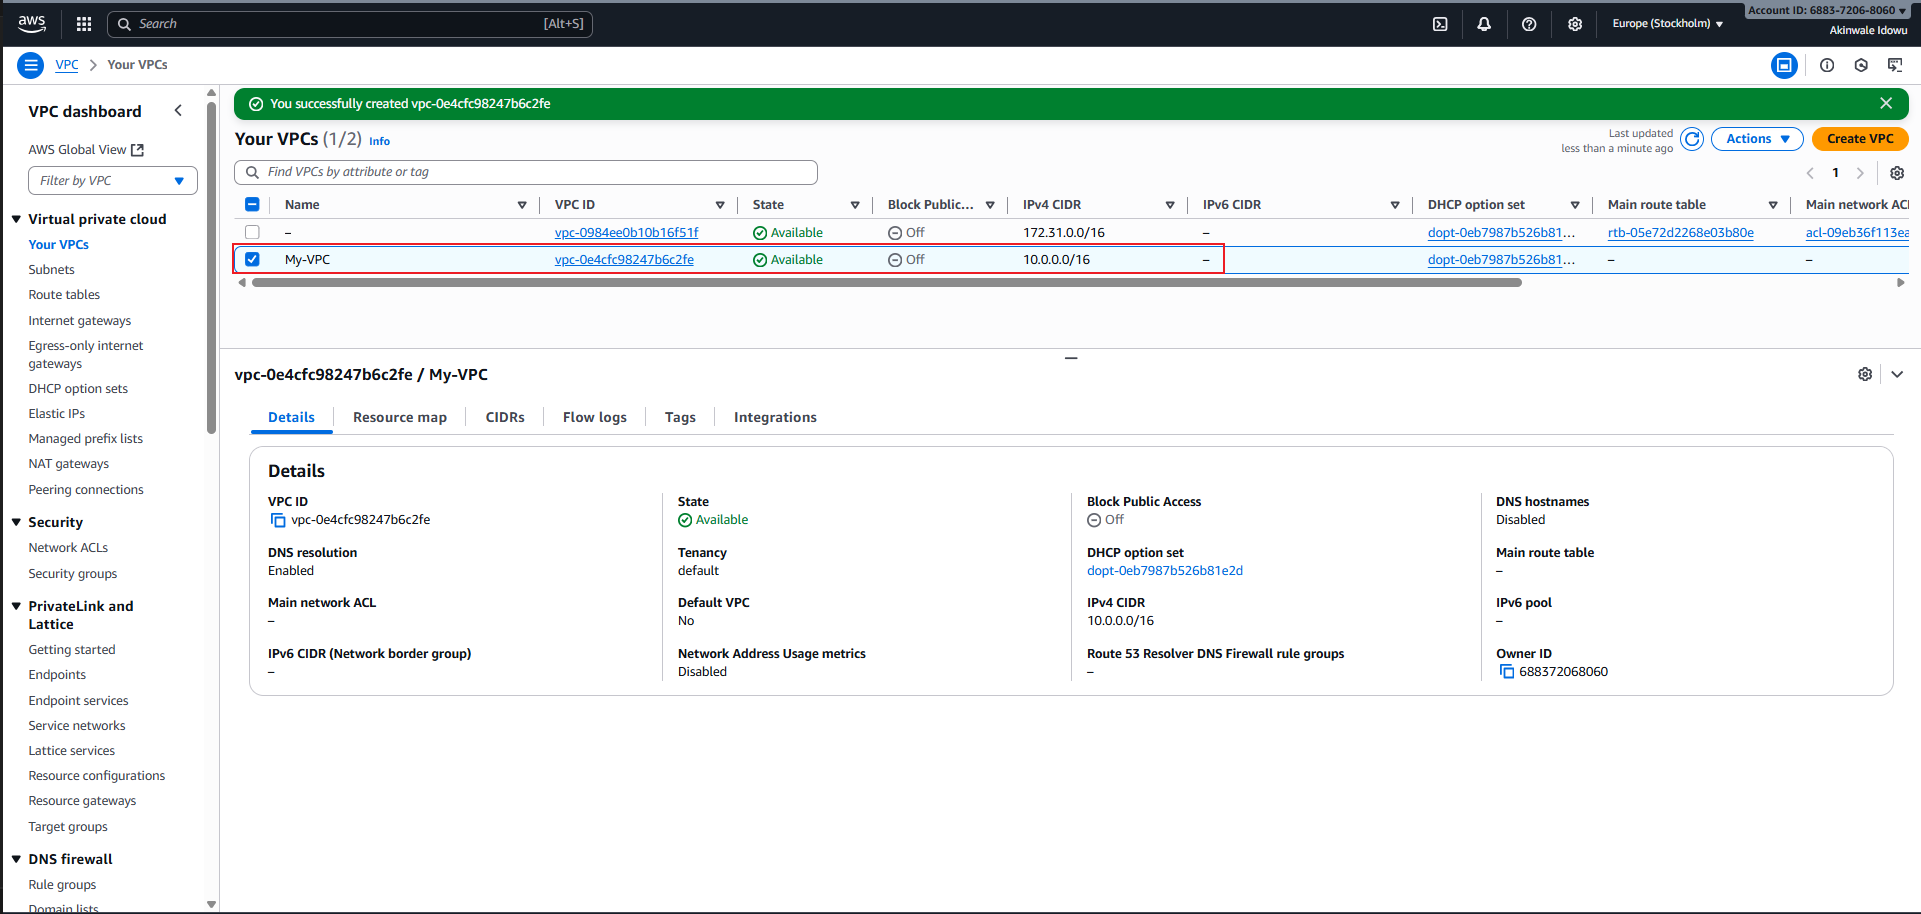 aws
Search [Alt+S]
Europe (Stockholm)
Account ID: 6883-7206-8060
Akinwale Idowu
VPC > Your VPCs
VPC dashboard
AWS Global View
Filter by VPC
Virtual private cloud
Your VPCs
Subnets
Route tables
Internet gateways
Egress-only internet
gateways
DHCP option sets
Elastic IPs
Managed prefix lists
NAT gateways
Peering connections
Security
Network ACLs
Security groups
PrivateLink and
Lattice
Getting started
Endpoints
Endpoint services
Service networks
Lattice services
Resource configurations
Resource gateways
Target groups
DNS firewall
Rule groups
Domain lists
You successfully created vpc-0e4cfc98247b6c2fe
Your VPCs (1/2) Info
Last updated
less than a minute ago
Actions
Create VPC
Find VPCs by attribute or tag
1
Name VPC ID State Block Public... IPv4 CIDR IPv6 CIDR DHCP option set Main route table Main network ACL
– vpc-0984ee0b10b16f51f Available Off 172.31.0.0/16 – dopt-0eb7987b526b81... rtb-05e72d2268e03b80e acl-09eb36f113ea
My-VPC vpc-0e4cfc98247b6c2fe Available Off 10.0.0.0/16 – dopt-0eb7987b526b81... – –
vpc-0e4cfc98247b6c2fe / My-VPC
Details Resource map CIDRs Flow logs Tags Integrations
Details
VPC ID
vpc-0e4cfc98247b6c2fe
State
Available
Block Public Access
Off
DNS hostnames
Disabled
DNS resolution
Enabled
Tenancy
default
DHCP option set
dopt-0eb7987b526b81e2d
Main route table
–
Main network ACL
–
Default VPC
No
IPv4 CIDR
10.0.0.0/16
IPv6 pool
–
IPv6 CIDR (Network border group)
–
Network Address Usage metrics
Disabled
Route 53 Resolver DNS Firewall rule groups
–
Owner ID
688372068060